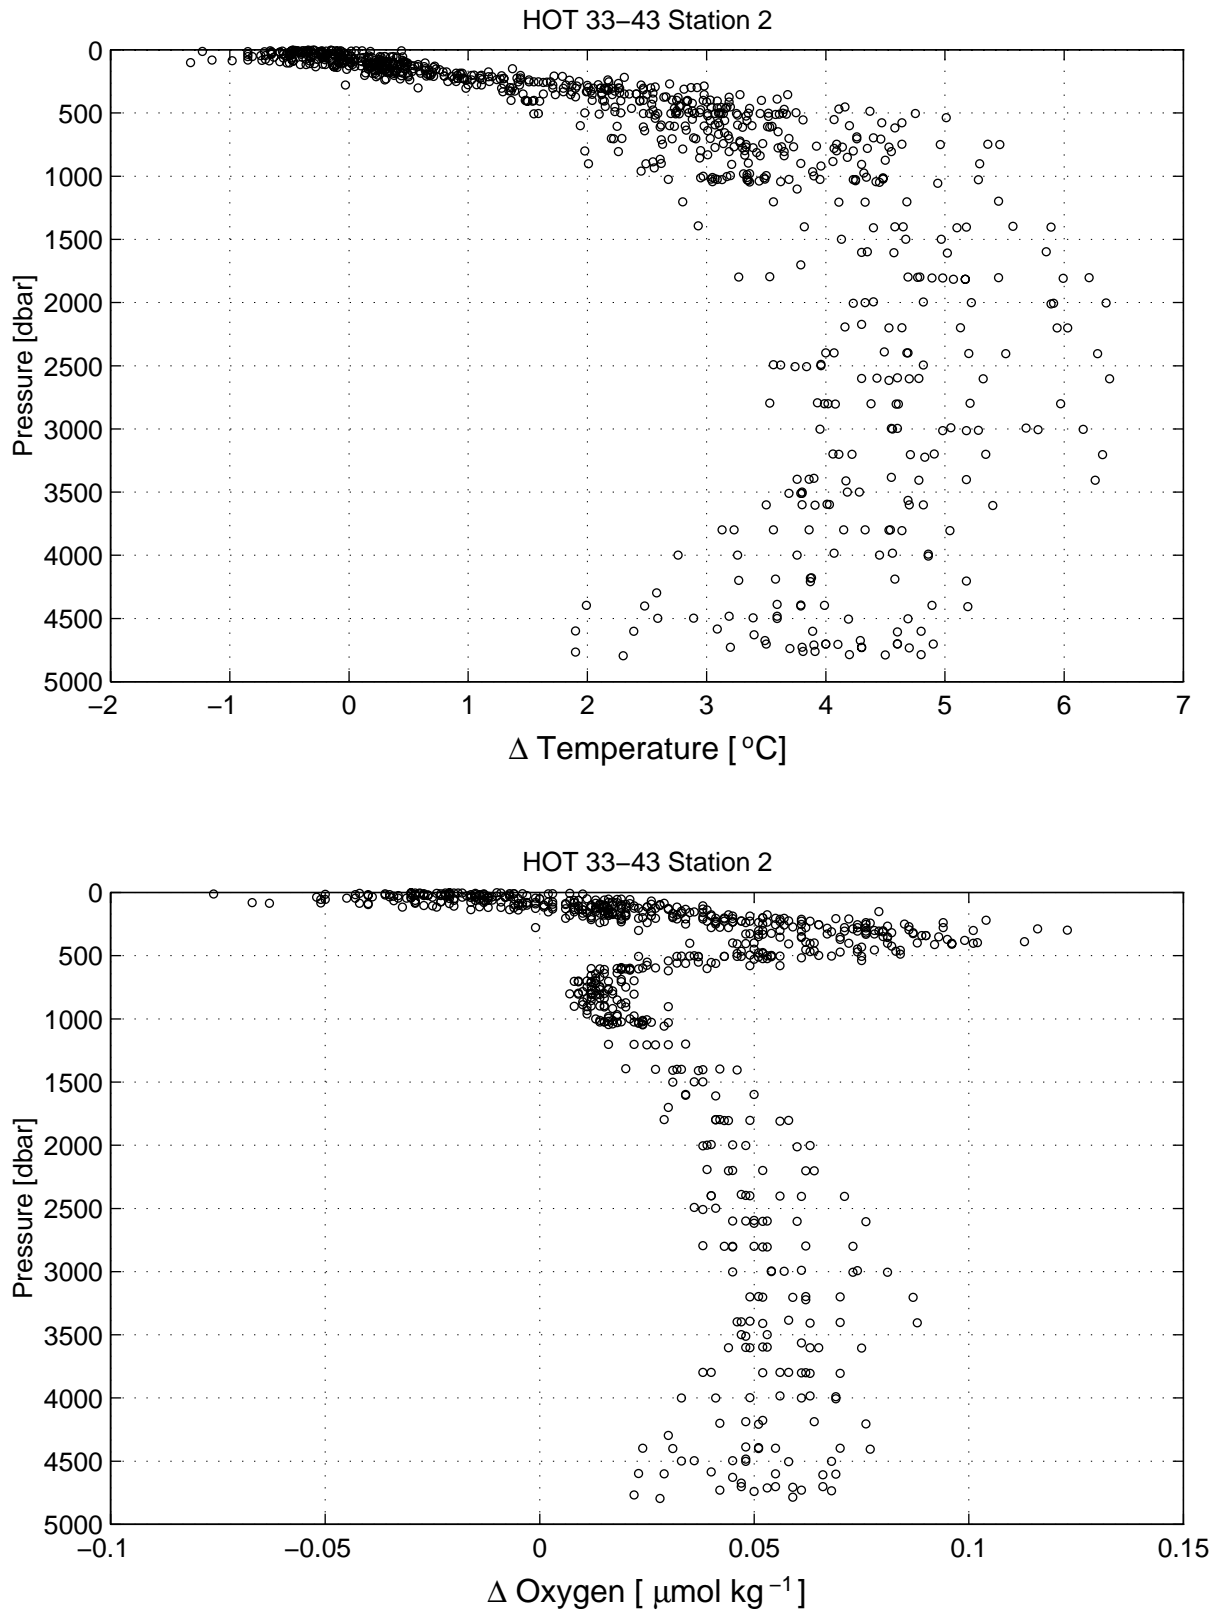 HOT 33−43 Station 2
0
500
1000
1500
2000
2500
3000
3500
4000
4500
5000
Pressure [dbar]
−2 −1 0 1 2 3 4 5 6 7
Δ Temperature [ °C]
HOT 33−43 Station 2
0
500
1000
1500
2000
2500
3000
3500
4000
4500
5000
Pressure [dbar]
−0.1 −0.05 0 0.05 0.1 0.15
Δ Oxygen [ μmol kg⁻¹]